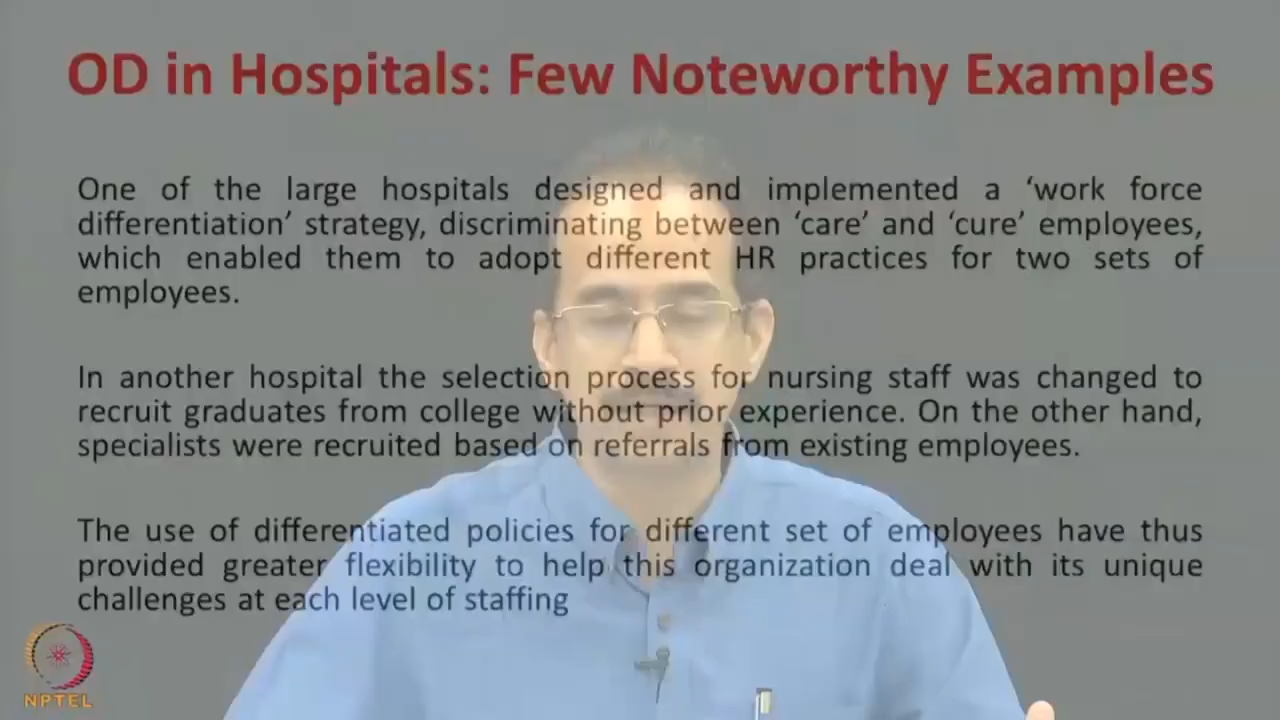 OD in Hospitals: Few Noteworthy Examples
One of the large hospitals designed and implemented a ‘work force
differentiation’ strategy, discriminating between ‘care’ and ‘cure’ employees,
which enabled them to adopt different HR practices for two sets of
employees.
In another hospital the selection process for nursing staff was changed to
recruit graduates from college without prior experience. On the other hand,
specialists were recruited based on referrals from existing employees.
The use of differentiated policies for different set of employees have thus
provided greater flexibility to help this organization deal with its unique
challenges at each level of staffing
NPTEL